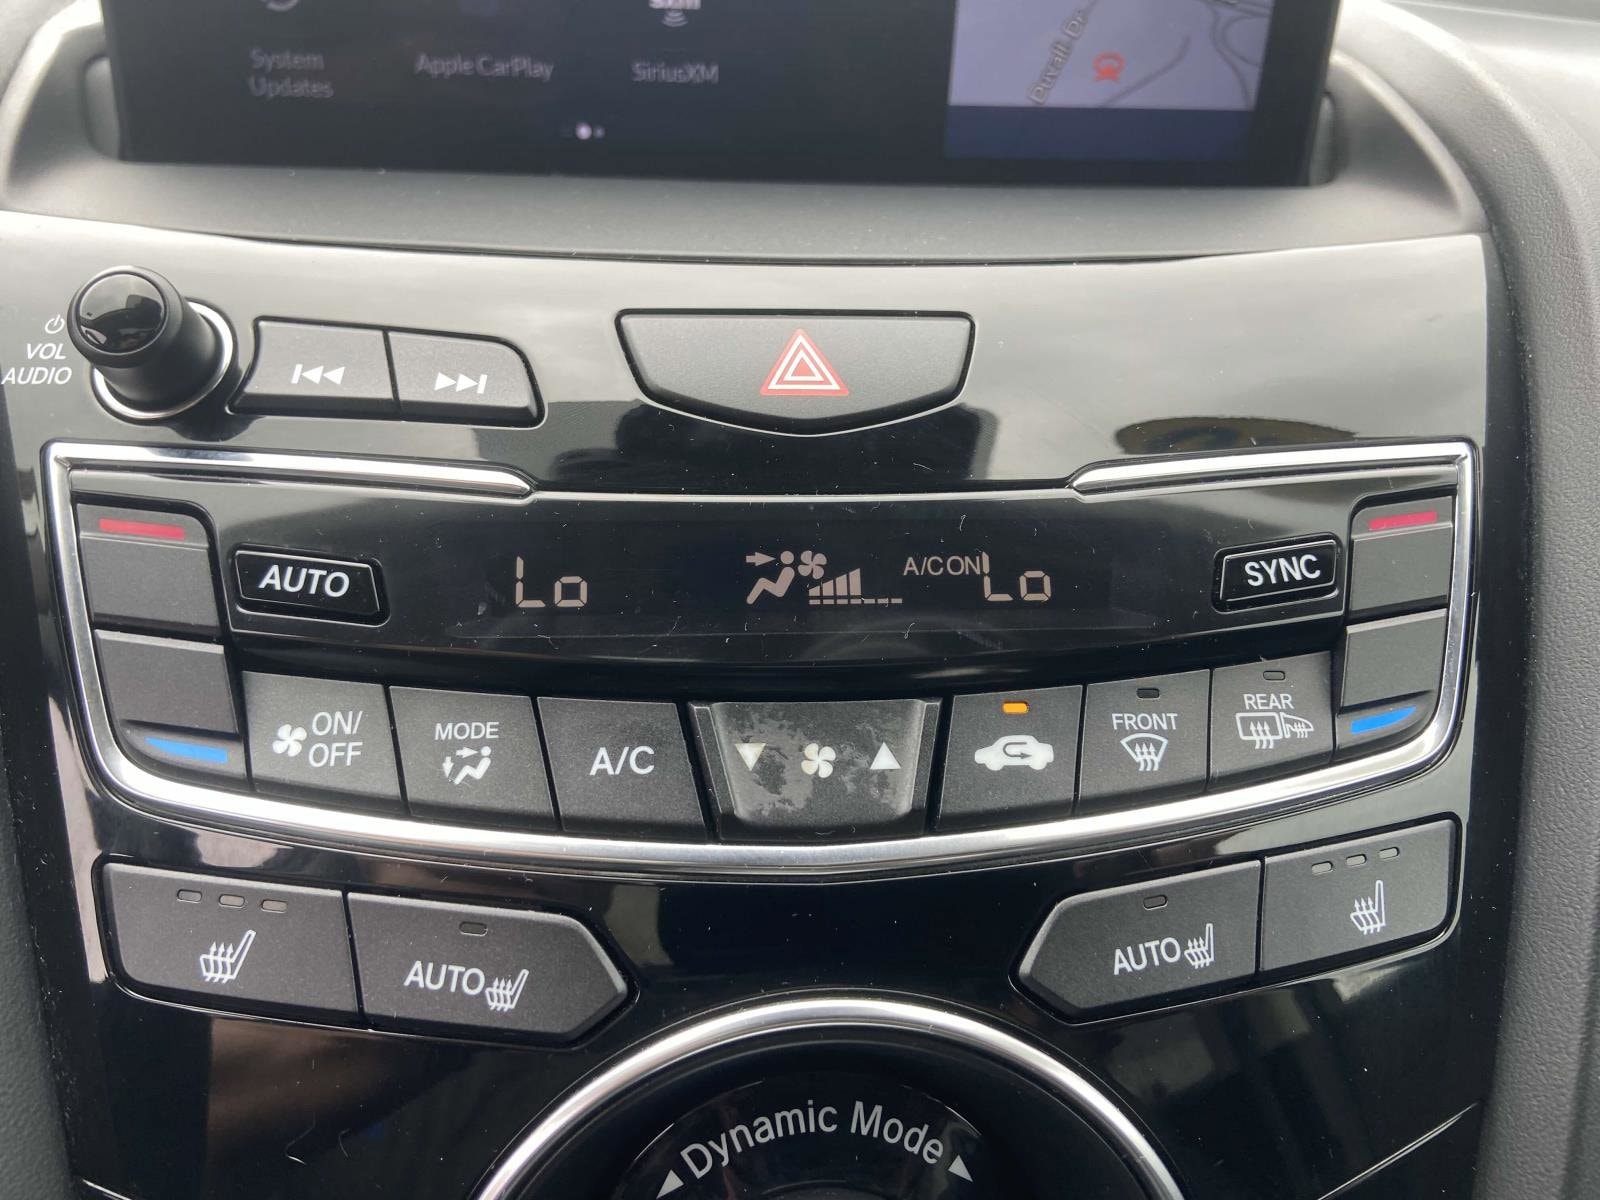 SXM
System
Updates
Apple CarPlay
SiriusXM
Duvall Dr
VOL
AUDIO
AUTO
Lo
A/C ON
Lo
SYNC
ON/
OFF
MODE
A/C
FRONT
REAR
AUTO
AUTO
Dynamic Mode